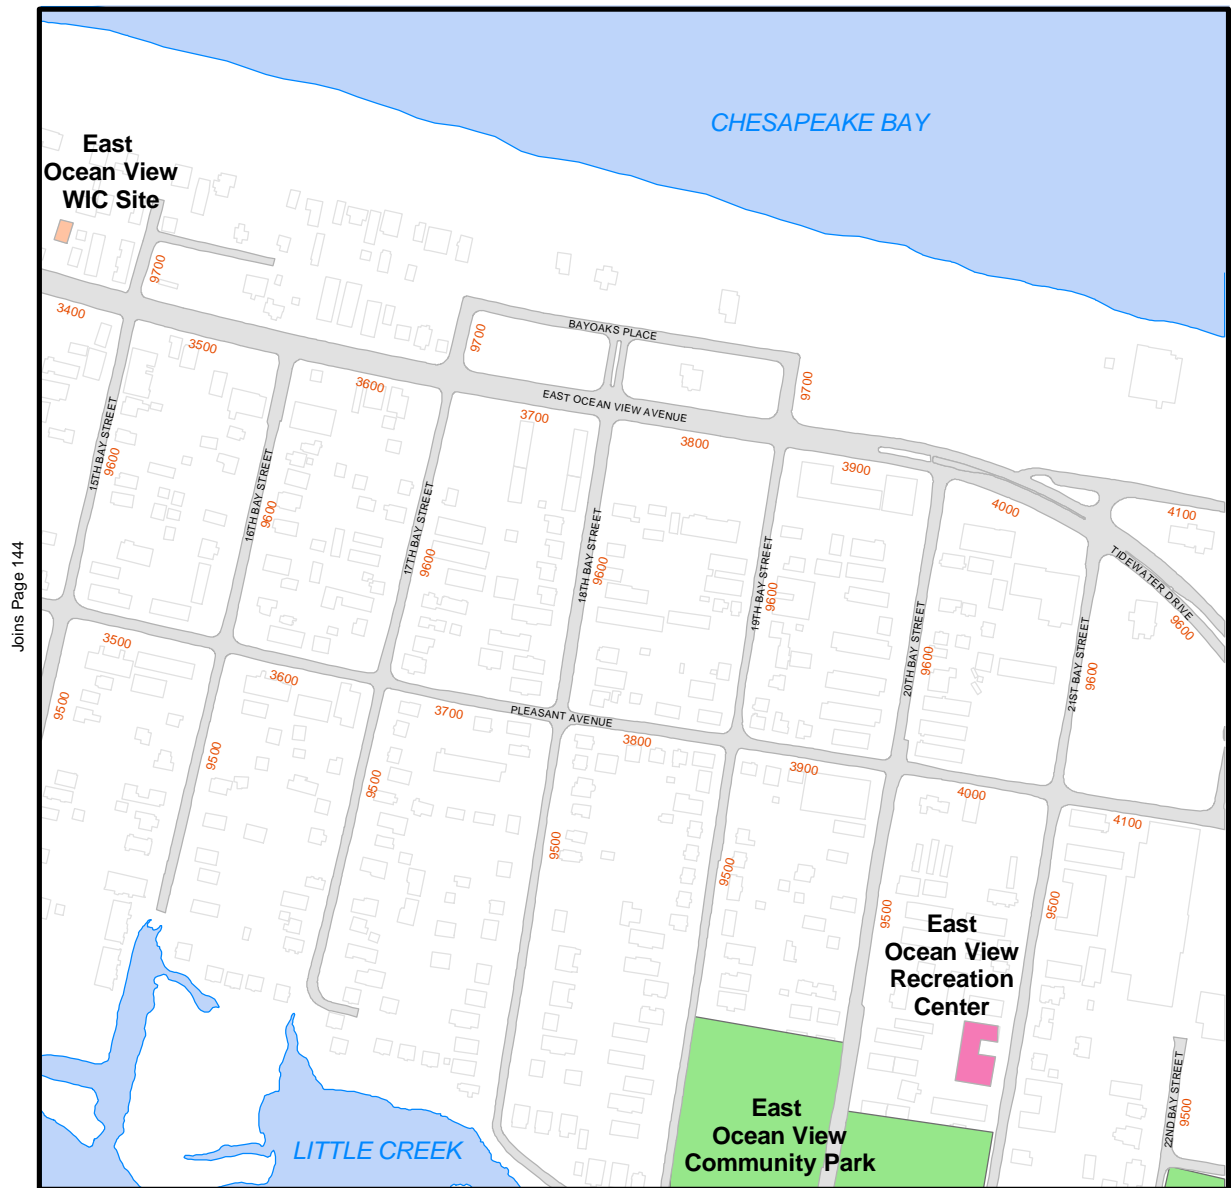 CHESAPEAKE BAY
East
Ocean View
WIC Site
9700
3400
3500
3600
9700
BAYOAKS PLACE
9700
EAST OCEAN VIEW AVENUE
3700
3800
3900
4000
4100
15TH BAY STREET
9600
16TH BAY STREET
9600
17TH BAY STREET
9600
18TH BAY STREET
9600
19TH BAY STREET
9600
20TH BAY STREET
9600
21ST BAY STREET
9600
TIDEWATER DRIVE
9600
Joins Page 144
3500
3600
3700
PLEASANT AVENUE
3800
3900
4000
4100
9500
9500
9500
9500
9500
9500
9500
East
Ocean View
Recreation
Center
22ND BAY STREET
9500
East
Ocean View
Community Park
LITTLE CREEK